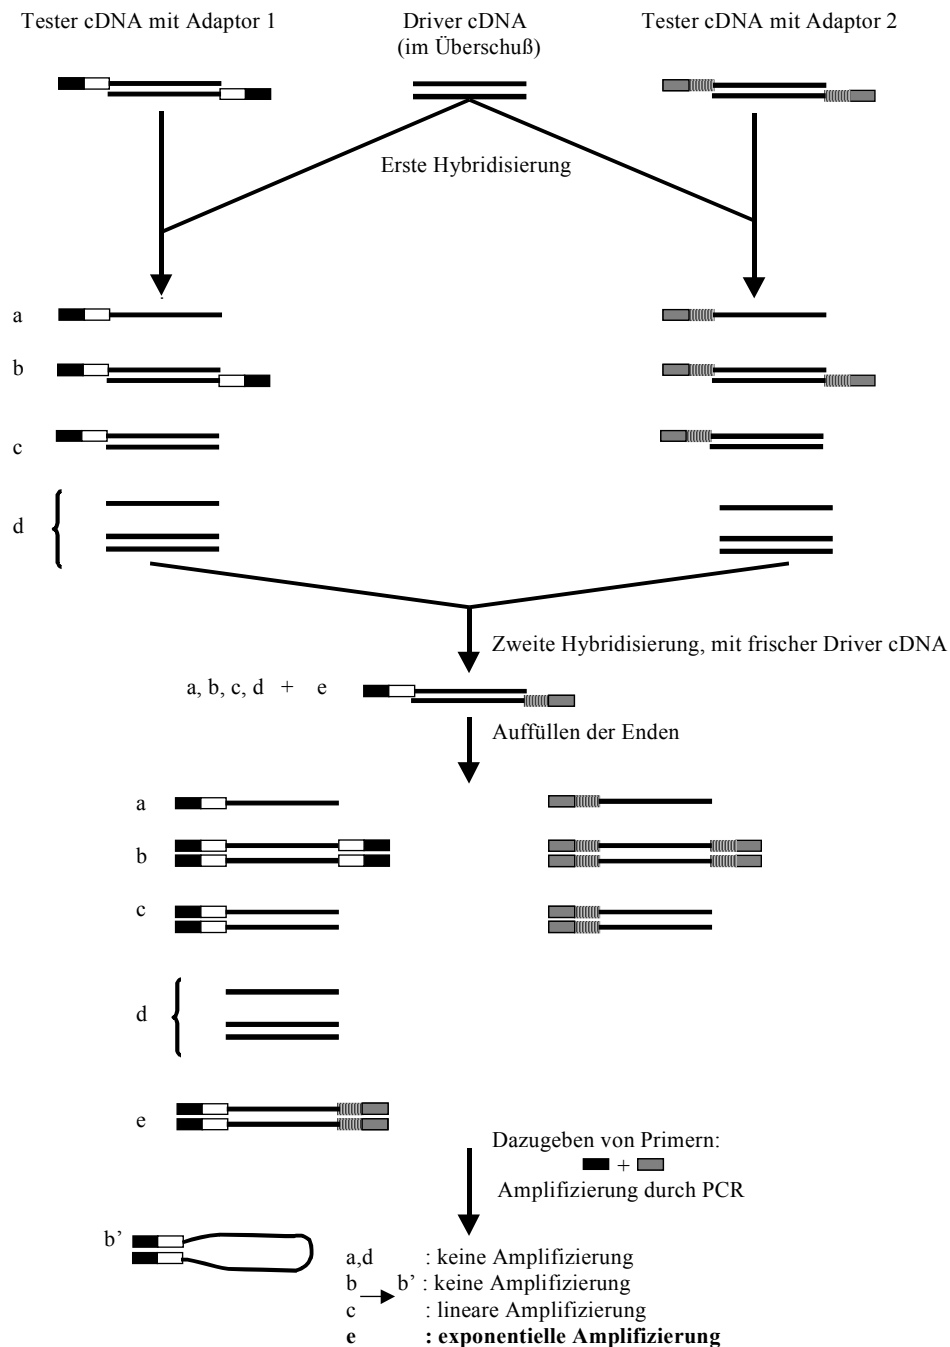 Tester cDNA mit Adaptor 1
Driver cDNA
(im Überschuß)
Tester cDNA mit Adaptor 2
Erste Hybridisierung
a
b
c
d
Zweite Hybridisierung, mit frischer Driver cDNA
a, b, c, d + e
Auffüllen der Enden
a
b
c
d
e
Dazugeben von Primern:
+
Amplifizierung durch PCR
b’
a,d : keine Amplifizierung
b b’ : keine Amplifizierung
c : lineare Amplifizierung
e : exponentielle Amplifizierung